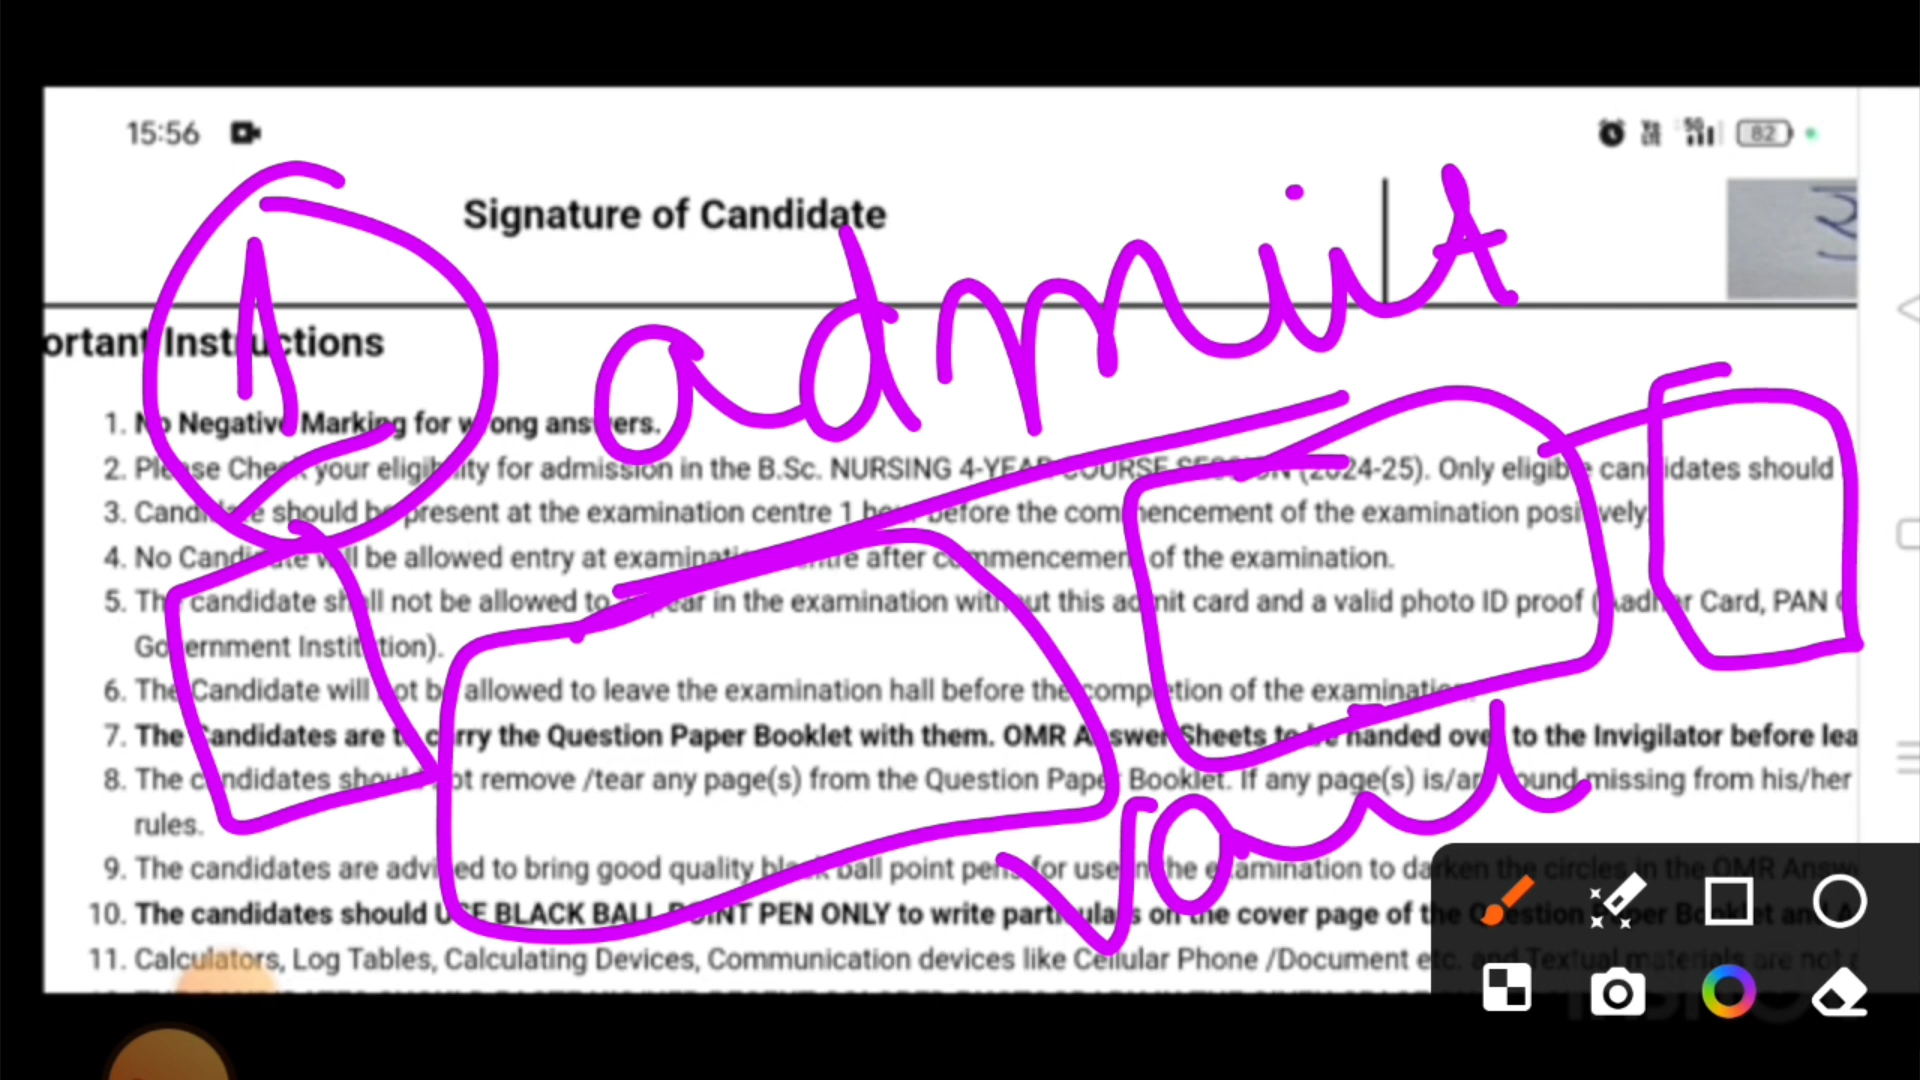 15:56 5G 82
Signature of Candidate
ortant Instructions
admit
1. No Negative Marking for wrong answers.
2. Please Check your eligibility for admission in the B.Sc. NURSING 4-YEAR COURSE SESSION (2024-25). Only eligible candidates should
3. Candidate should be present at the examination centre 1 hour before the commencement of the examination positively
4. No Candidate will be allowed entry at examination centre after commencement of the examination.
5. The candidate shall not be allowed to appear in the examination without this admit card and a valid photo ID proof (Aadhar Card, PAN
Government Institution).
6. The Candidate will not be allowed to leave the examination hall before the completion of the examination.
7. The Candidates are to carry the Question Paper Booklet with them. OMR Answer Sheets to be handed over to the Invigilator before lea
8. The candidates should not remove /tear any page(s) from the Question Paper Booklet. If any page(s) is/are found missing from his/her
rules.
9. The candidates are advised to bring good quality black ball point pens for use in the examination to darken the circles in the OMR Answ
10. The candidates should USE BLACK BALL POINT PEN ONLY to write particulars on the cover page of the Question Paper Booklet and A
11. Calculators, Log Tables, Calculating Devices, Communication devices like Cellular Phone /Document etc. and Textual materials are not a